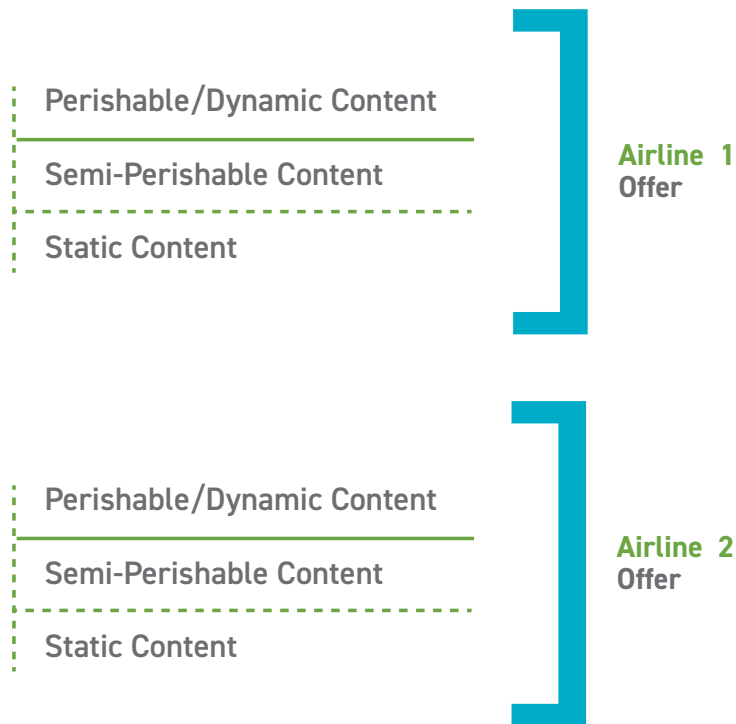 Perishable/Dynamic Content
Semi-Perishable Content
Static Content
Airline 1
Offer
Perishable/Dynamic Content
Semi-Perishable Content
Static Content
Airline 2
Offer